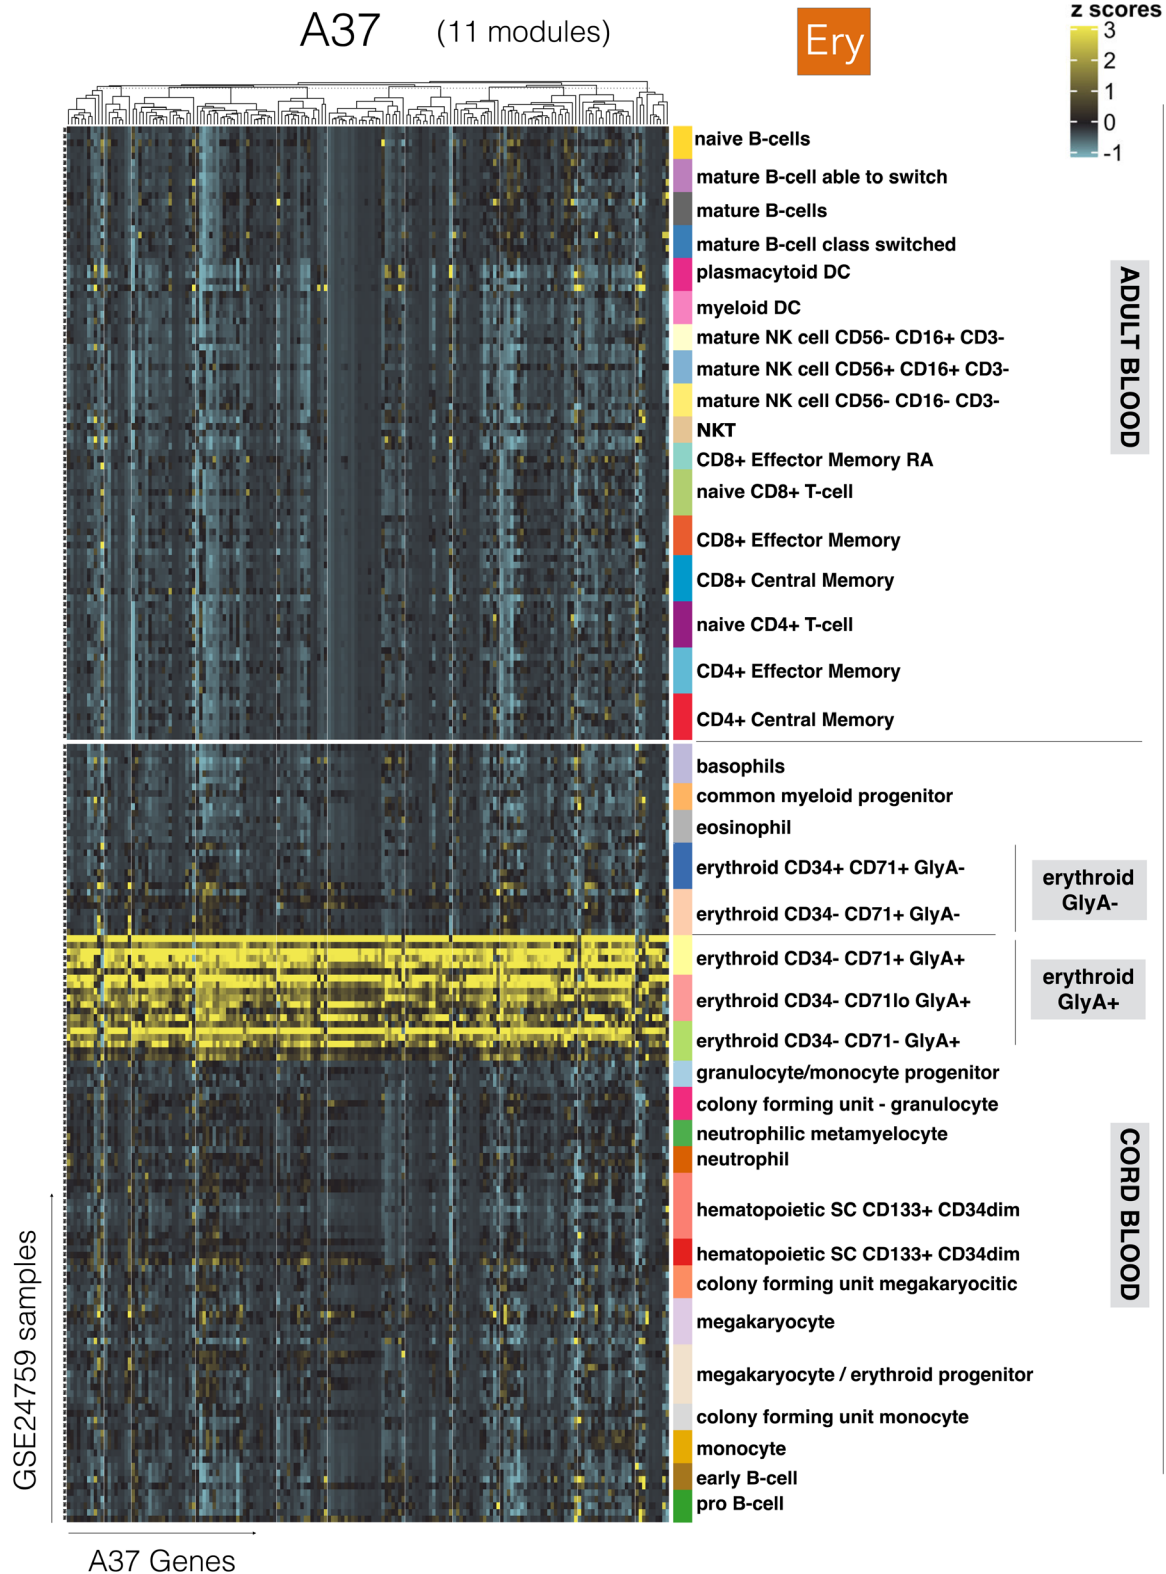 A37 (11 modules)
Ery
z scores
3
2
1
0
-1
naive B-cells
mature B-cell able to switch
mature B-cells
mature B-cell class switched
plasmacytoid DC
myeloid DC
mature NK cell CD56- CD16+ CD3-
mature NK cell CD56+ CD16+ CD3-
mature NK cell CD56- CD16- CD3-
NKT
CD8+ Effector Memory RA
naive CD8+ T-cell
CD8+ Effector Memory
CD8+ Central Memory
naive CD4+ T-cell
CD4+ Effector Memory
CD4+ Central Memory
ADULT BLOOD
basophils
common myeloid progenitor
eosinophil
erythroid CD34+ CD71+ GlyA-
erythroid CD34- CD71+ GlyA-
erythroid
GlyA-
erythroid CD34- CD71+ GlyA+
erythroid CD34- CD71lo GlyA+
erythroid CD34- CD71- GlyA+
erythroid
GlyA+
granulocyte/monocyte progenitor
colony forming unit - granulocyte
neutrophilic metamyelocyte
neutrophil
hematopoietic SC CD133+ CD34dim
hematopoietic SC CD133+ CD34dim
colony forming unit megakaryocitic
megakaryocyte
megakaryocyte / erythroid progenitor
colony forming unit monocyte
monocyte
early B-cell
pro B-cell
CORD BLOOD
GSE24759 samples
A37 Genes